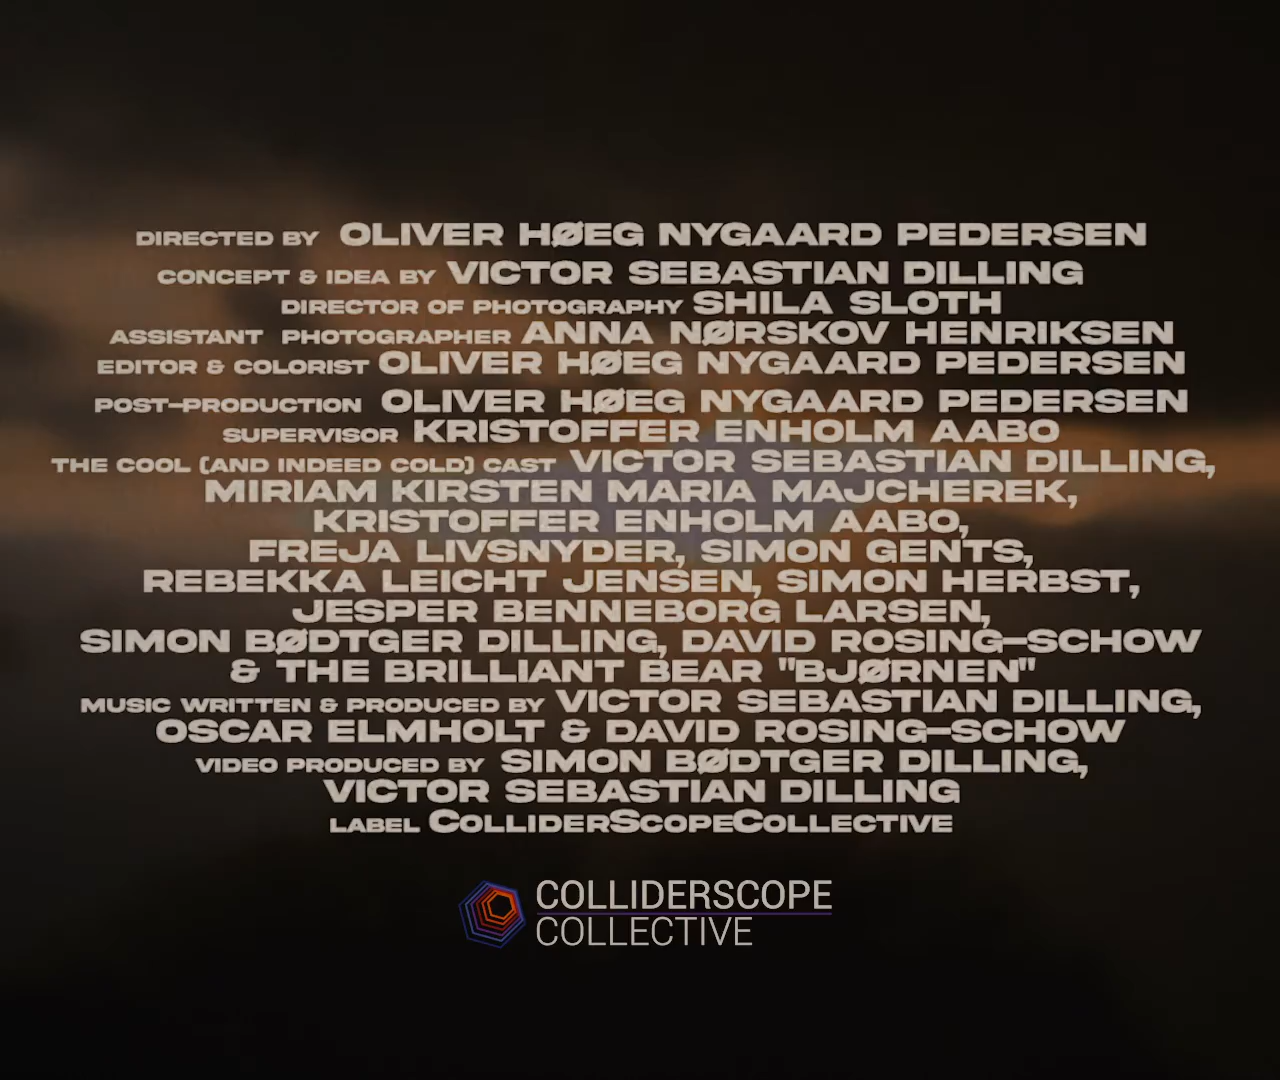 DIRECTED BY OLIVER HØEG NYGAARD PEDERSEN
CONCEPT & IDEA BY VICTOR SEBASTIAN DILLING
DIRECTOR OF PHOTOGRAPHY SHILA SLOTH
ASSISTANT PHOTOGRAPHER ANNA NØRSKOV HENRIKSEN
EDITOR & COLORIST OLIVER HØEG NYGAARD PEDERSEN
POST-PRODUCTION OLIVER HØEG NYGAARD PEDERSEN
SUPERVISOR KRISTOFFER ENHOLM AABO
THE COOL (AND INDEED COLD) CAST VICTOR SEBASTIAN DILLING,
MIRIAM KIRSTEN MARIA MAJCHEREK,
KRISTOFFER ENHOLM AABO,
FREJA LIVSNYDER, SIMON GENTS,
REBEKKA LEICHT JENSEN, SIMON HERBST,
JESPER BENNEBORG LARSEN,
SIMON BØDTGER DILLING, DAVID ROSING-SCHOW
& THE BRILLIANT BEAR "BJØRNEN"
MUSIC WRITTEN & PRODUCED BY VICTOR SEBASTIAN DILLING,
OSCAR ELMHOLT & DAVID ROSING-SCHOW
VIDEO PRODUCED BY SIMON BØDTGER DILLING,
VICTOR SEBASTIAN DILLING
LABEL COLLIDERSCOPECOLLECTIVE
COLLIDERSCOPE
COLLECTIVE